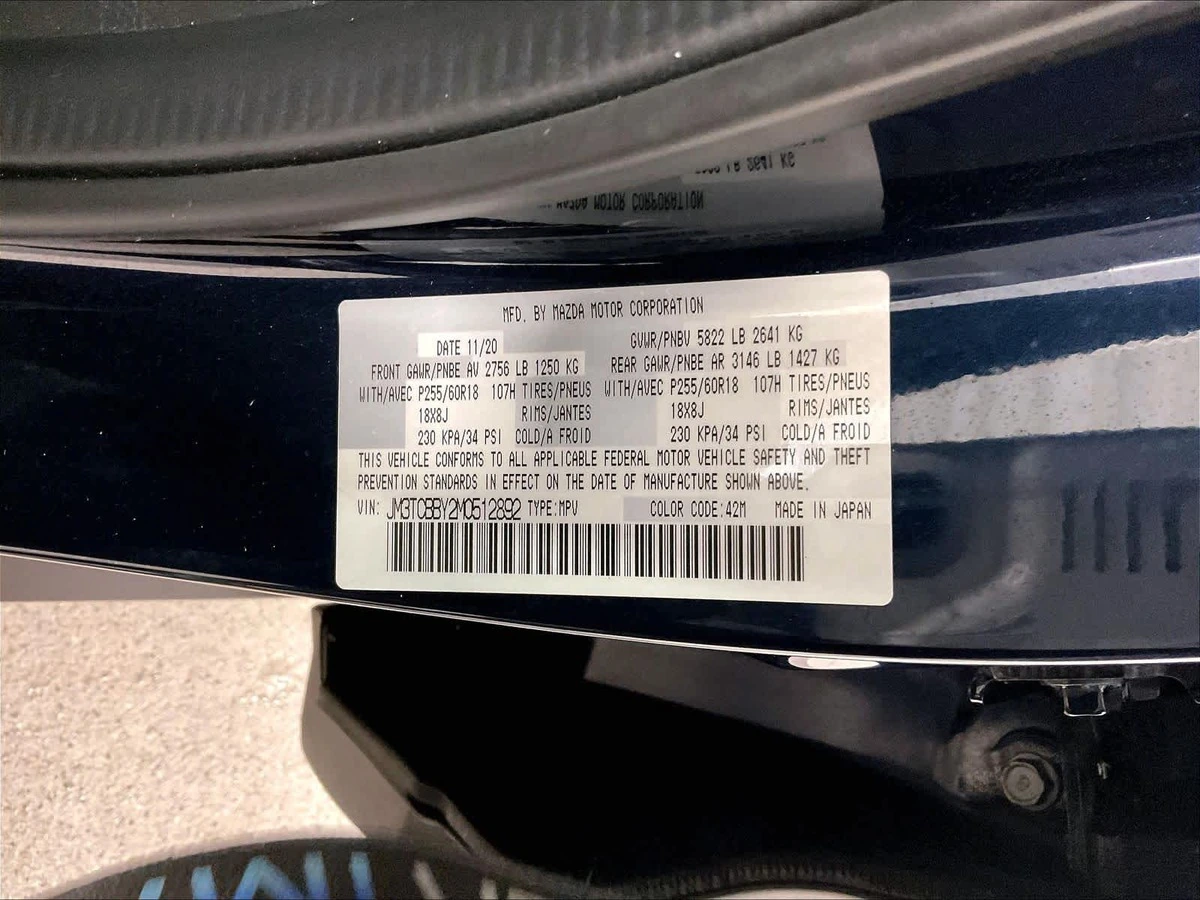 MFD. BY MAZDA MOTOR CORPORATION
DATE 11/20 GVWR/PNBV 5822 LB 2641 KG
FRONT GAWR/PNBE AV 2756 LB 1250 KG REAR GAWR/PNBE AR 3146 LB 1427 KG
WITH/AVEC P255/60R18 107H TIRES/PNEUS WITH/AVEC P255/60R18 107H TIRES/PNEUS
18X8J RIMS/JANTES 18X8J RIMS/JANTES
230 KPA/34 PSI COLD/A FROID 230 KPA/34 PSI COLD/A FROID
THIS VEHICLE CONFORMS TO ALL APPLICABLE FEDERAL MOTOR VEHICLE SAFETY AND THEFT
PREVENTION STANDARDS IN EFFECT ON THE DATE OF MANUFACTURE SHOWN ABOVE.
VIN: JM3TCBBY2M0512892 TYPE:MPV COLOR CODE:42M MADE IN JAPAN